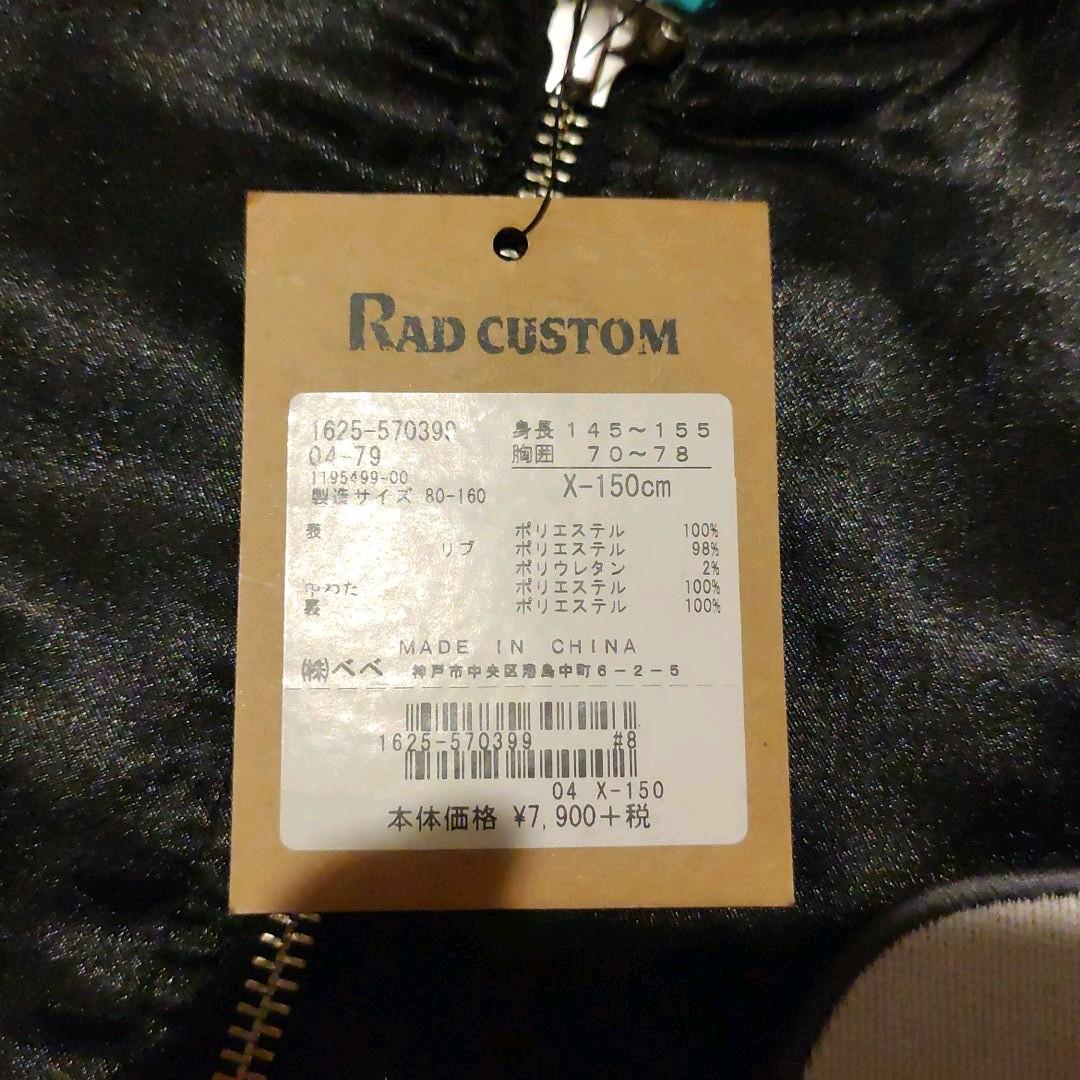 RAD CUSTOM
1625-570399
04-79
1195499-00
製造サイズ 80-160
身長 145～155
胸囲 70～78
X-150cm
表 ポリエステル 100%
リブ ポリエステル 98%
ポリウレタン 2%
中わた ポリエステル 100%
裏 ポリエステル 100%
MADE IN CHINA
㈱べべ 神戸市中央区港島中町6-2-5
1625-570399 #8
04 X-150
本体価格 ¥7,900+税